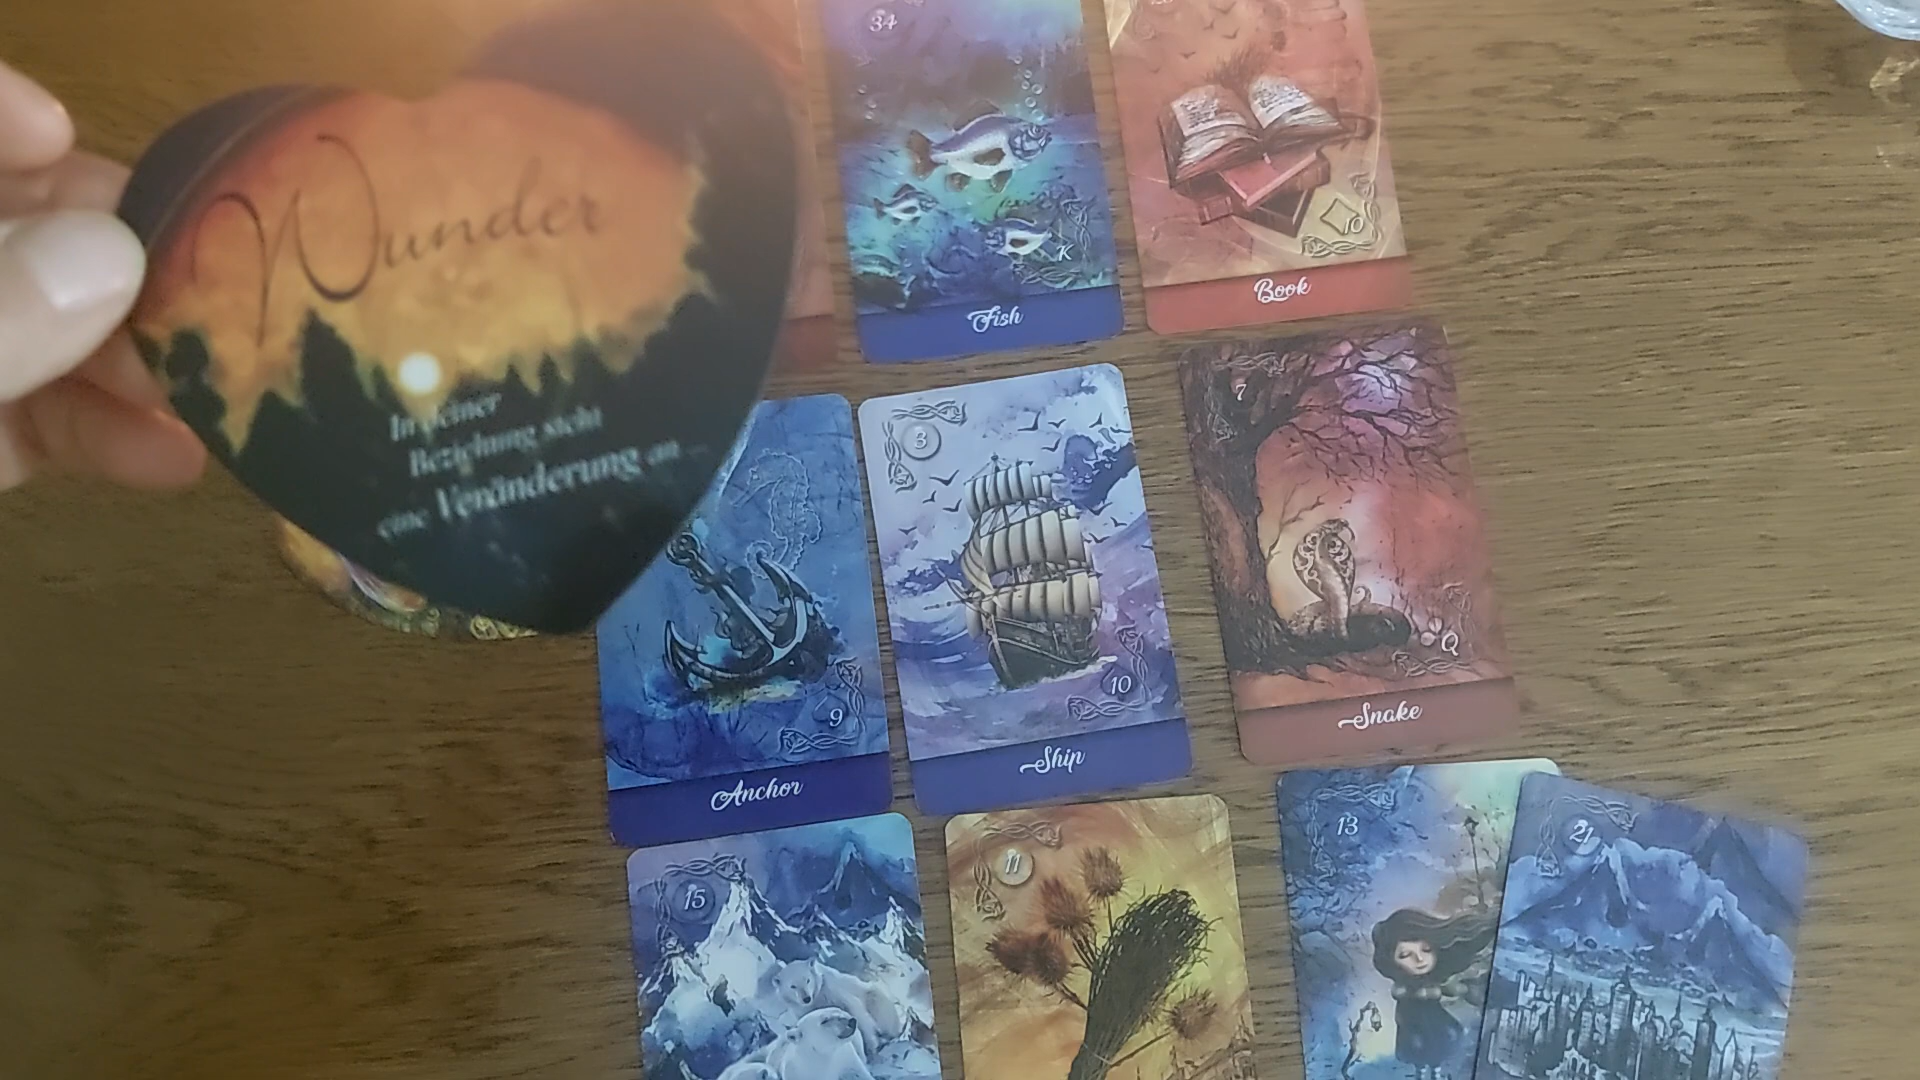 Wunder
In deiner
Beziehung steht
eine Veränderung an...
34
K
Fish
10
Book
9
Anchor
3
10
Ship
7
Q
Snake
15
11
13
21